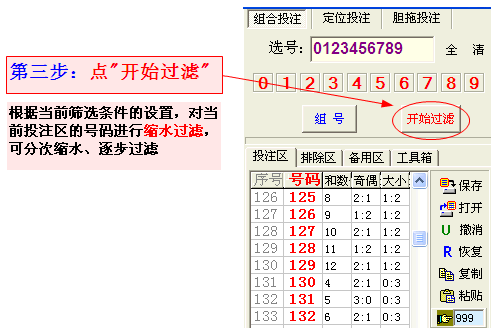 组合投注 定位投注 胆拖投注
选号: 0123456789 全 清
第三步：点"开始过滤"
0 1 2 3 4 5 6 7 8 9
根据当前筛选条件的设置，对当
前投注区的号码进行缩水过滤，
可分次缩水、逐步过滤
组 号 开始过滤
投注区 排除区 备用区 工具箱
序号 号码 和数 奇偶 大小
126 125 8 2:1 1:2
127 126 9 1:2 1:2
128 127 10 2:1 1:2
129 128 11 1:2 1:2
130 129 12 2:1 1:2
131 130 4 2:1 0:3
132 131 5 3:0 0:3
133 132 6 2:1 0:3
保存
打开
U 撤消
R 恢复
复制
粘贴
999